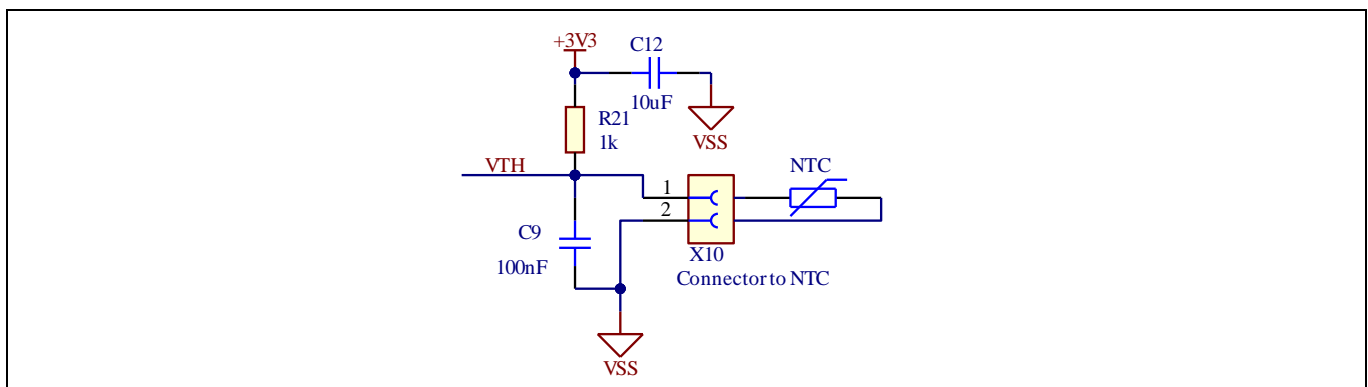 +3V3
C12
10uF
R21
1k
VSS
VTH
NTC
1
2
C9
100nF
X10
Connector to NTC
VSS